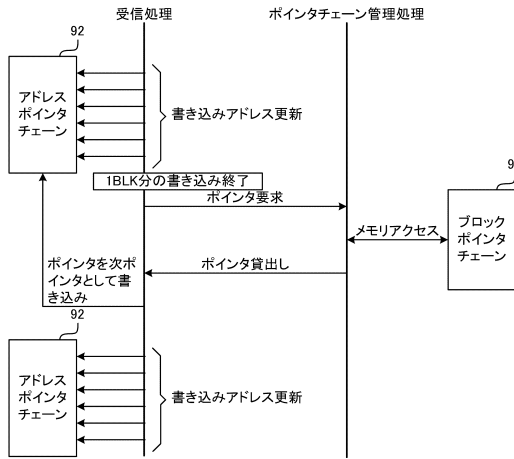 受信処理
ポインタチェーン管理処理
92
アドレス
ポインタ
チェーン
書き込みアドレス更新
1BLK分の書き込み終了
ポインタ要求
9
メモリアクセス
ブロック
ポインタ
チェーン
ポインタ貸出し
ポインタを次ポ
インタとして書
き込み
92
アドレス
ポインタ
チェーン
書き込みアドレス更新